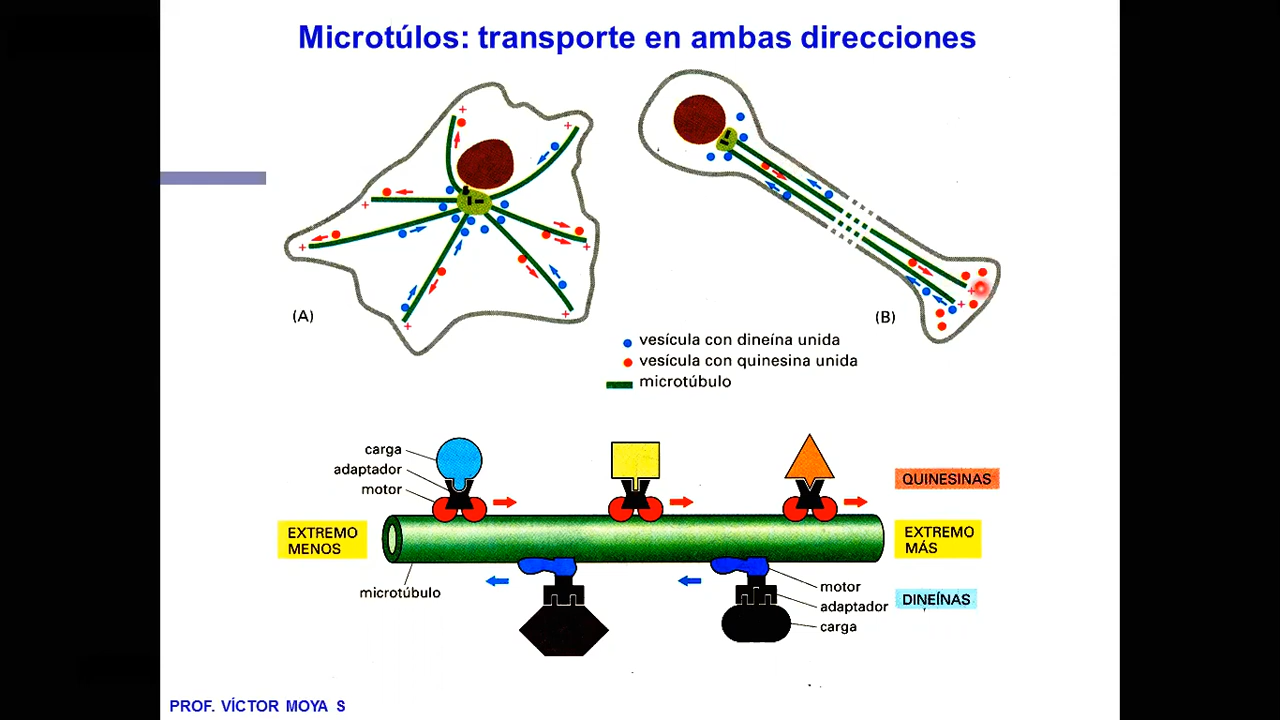 Microtúlos: transporte en ambas direcciones
(A)
(B)
vesícula con dineína unida
vesícula con quinesina unida
microtúbulo
carga
adaptador
motor
QUINESINAS
EXTREMO
MENOS
EXTREMO
MÁS
microtúbulo
motor
adaptador
carga
DINEÍNAS
PROF. VÍCTOR MOYA S